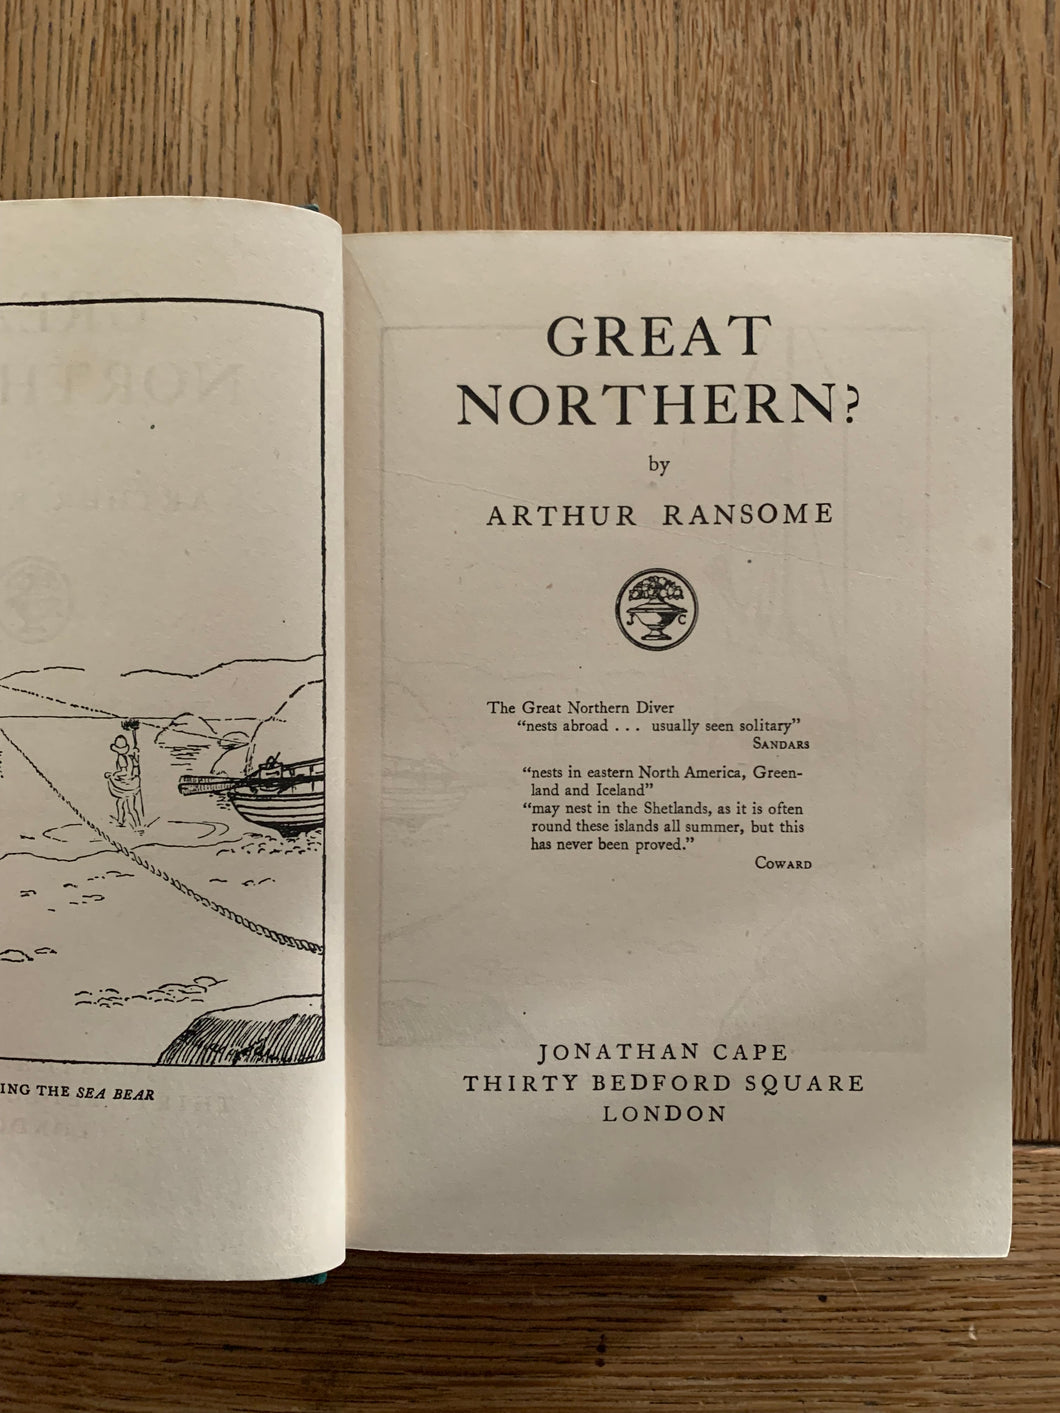 ING THE SEA BEAR
GREAT
NORTHERN?
by
ARTHUR RANSOME
J C
The Great Northern Diver
“nests abroad . . . usually seen solitary”
SANDARS
“nests in eastern North America, Green-
land and Iceland”
“may nest in the Shetlands, as it is often
round these islands all summer, but this
has never been proved.”
COWARD
JONATHAN CAPE
THIRTY BEDFORD SQUARE
LONDON